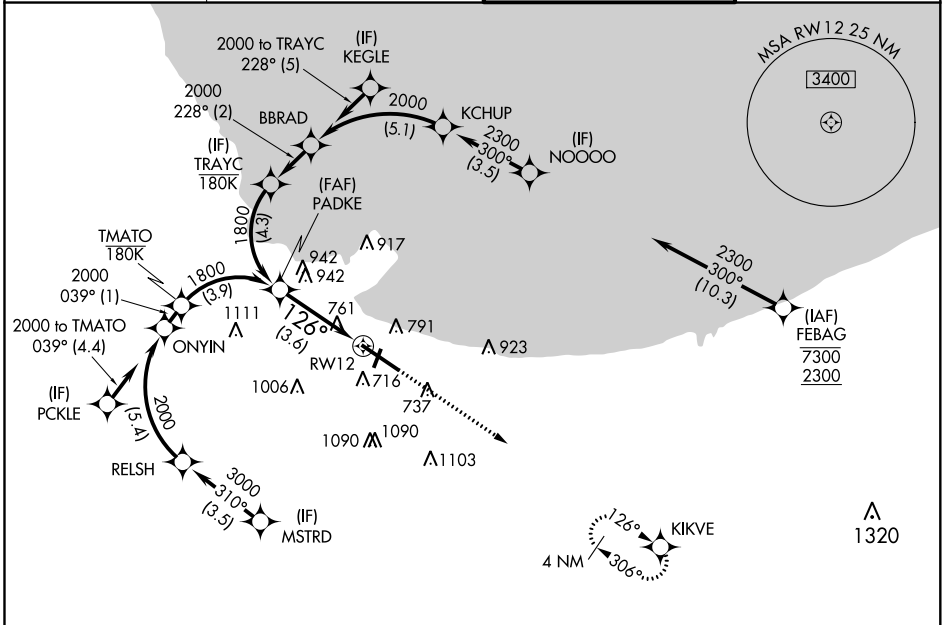 2000 to TRAYC
228° (5)
(IF)
KEGLE
MSA RW12 25 NM
3400
2000
228° (2)
BBRAD
2000
(5.1)
KCHUP
2300
300°
(3.5)
(IF)
NOOOO
(IF)
TRAYC
180K
(FAF)
PADKE
1800
(4.3)
917
942
942
TMATO
180K
2000
039° (1)
1800
(3.9)
2300
300°
(10.3)
(IAF)
FEBAG
7300
2300
2000 to TMATO
039° (4.4)
ONYIN
1111
126°
(3.6)
761
791
923
RW12
716
737
1006
(IF)
PCKLE
2000
(5.4)
1090
1090
1103
RELSH
3000
310°
(3.5)
(IF)
MSTRD
126°
306°
4 NM
KIKVE
1320